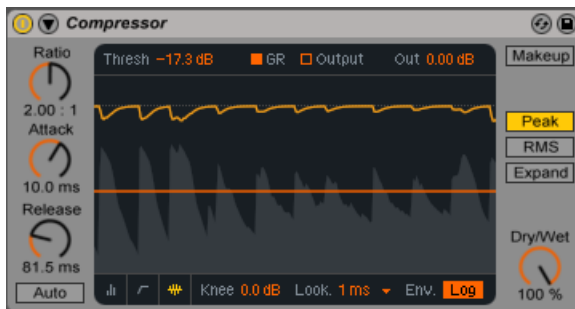 Compressor
Ratio
2.00 : 1
Attack
10.0 ms
Release
81.5 ms
Auto
Thresh -17.3 dB GR Output Out 0.00 dB
Knee 0.0 dB Look. 1 ms Env. Log
Makeup
Peak
RMS
Expand
Dry/Wet
100 %